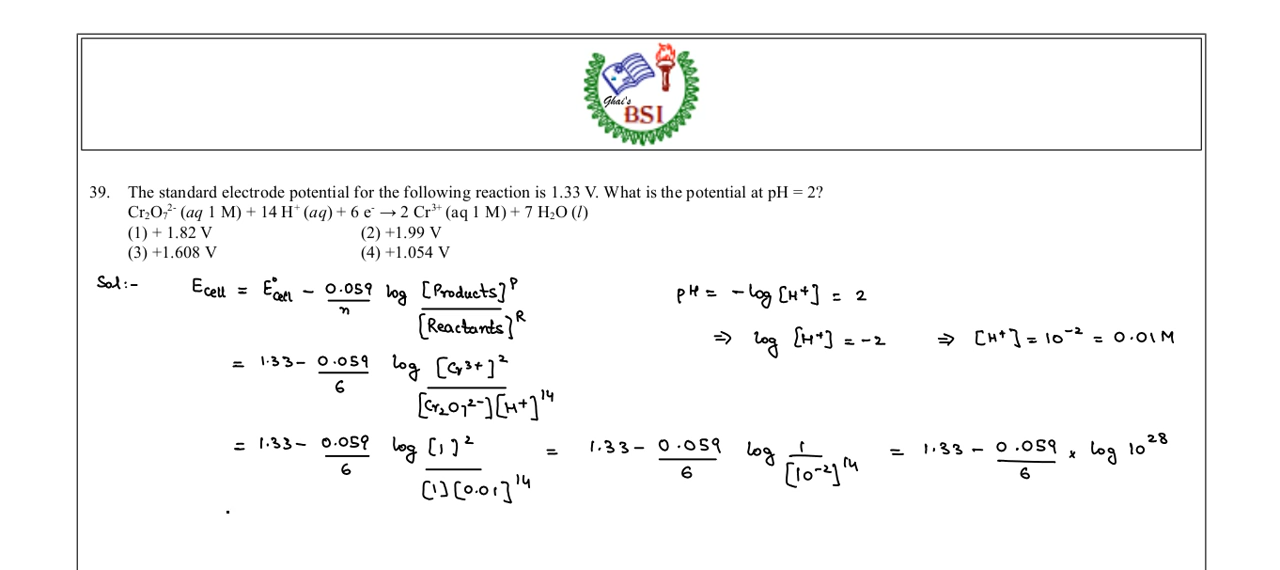 Ghai's
BSI
39. The standard electrode potential for the following reaction is 1.33 V. What is the potential at pH = 2?
Cr₂O₇²⁻ (aq 1 M) + 14 H⁺ (aq) + 6 e⁻ → 2 Cr³⁺ (aq 1 M) + 7 H₂O (l)
(1) + 1.82 V (2) +1.99 V
(3) +1.608 V (4) +1.054 V
Sol:- E cell = E° cell - 0.059/n log [Products]ᴾ/[Reactants]ᴿ pH = -log [H+] = 2
⇒ log [H+] = -2 ⇒ [H+] = 10⁻² = 0.01 M
= 1.33 - 0.059/6 log [Cr3+]²/[Cr₂O₇²⁻][H+]¹⁴
= 1.33 - 0.059/6 log [1]²/[1][0.01]¹⁴ = 1.33 - 0.059/6 log 1/[10⁻²]¹⁴ = 1.33 - 0.059/6 × log 10²⁸